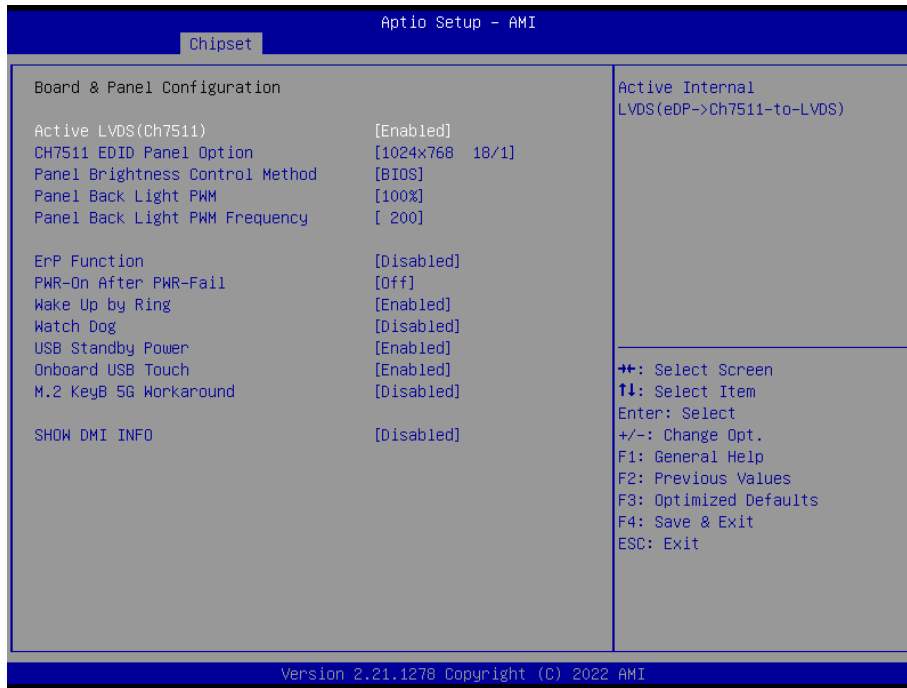 Aptio Setup - AMI
Chipset
Board & Panel Configuration
Active LVDS(Ch7511) [Enabled]
CH7511 EDID Panel Option [1024x768 18/1]
Panel Brightness Control Method [BIOS]
Panel Back Light PWM [100%]
Panel Back Light PWM Frequency [ 200]
ErP Function [Disabled]
PWR-On After PWR-Fail [Off]
Wake Up by Ring [Enabled]
Watch Dog [Disabled]
USB Standby Power [Enabled]
Onboard USB Touch [Enabled]
M.2 KeyB 5G Workaround [Disabled]
SHOW DMI INFO [Disabled]
Active Internal
LVDS(eDP->Ch7511-to-LVDS)
→←: Select Screen
↑↓: Select Item
Enter: Select
+/-: Change Opt.
F1: General Help
F2: Previous Values
F3: Optimized Defaults
F4: Save & Exit
ESC: Exit
Version 2.21.1278 Copyright (C) 2022 AMI